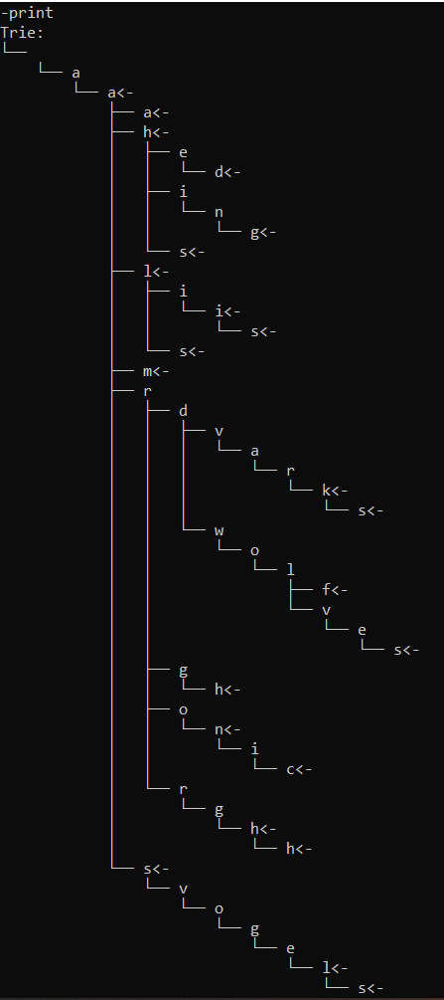 -print
Trie:
└──
    └── a
        └── a<-
            ├── a<-
            ├── h<-
            │   ├── e
            │   │   └── d<-
            │   ├── i
            │   │   └── n
            │   │       └── g<-
            │   └── s<-
            ├── l<-
            │   ├── i
            │   │   └── i<-
            │   │       └── s<-
            │   └── s<-
            ├── m<-
            ├── r
            │   ├── d
            │   │   ├── v
            │   │   │   └── a
            │   │   │       └── r
            │   │   │           └── k<-
            │   │   │               └── s<-
            │   │   └── w
            │   │       └── o
            │   │           └── l
            │   │               ├── f<-
            │   │               └── v
            │   │                   └── e
            │   │                       └── s<-
            │   ├── g
            │   │   └── h<-
            │   ├── o
            │   │   └── n<-
            │   │       └── i
            │   │           └── c<-
            │   └── r
            │       └── g
            │           └── h<-
            │               └── h<-
            └── s<-
                └── v
                    └── o
                        └── g
                            └── e
                                └── l<-
                                    └── s<-